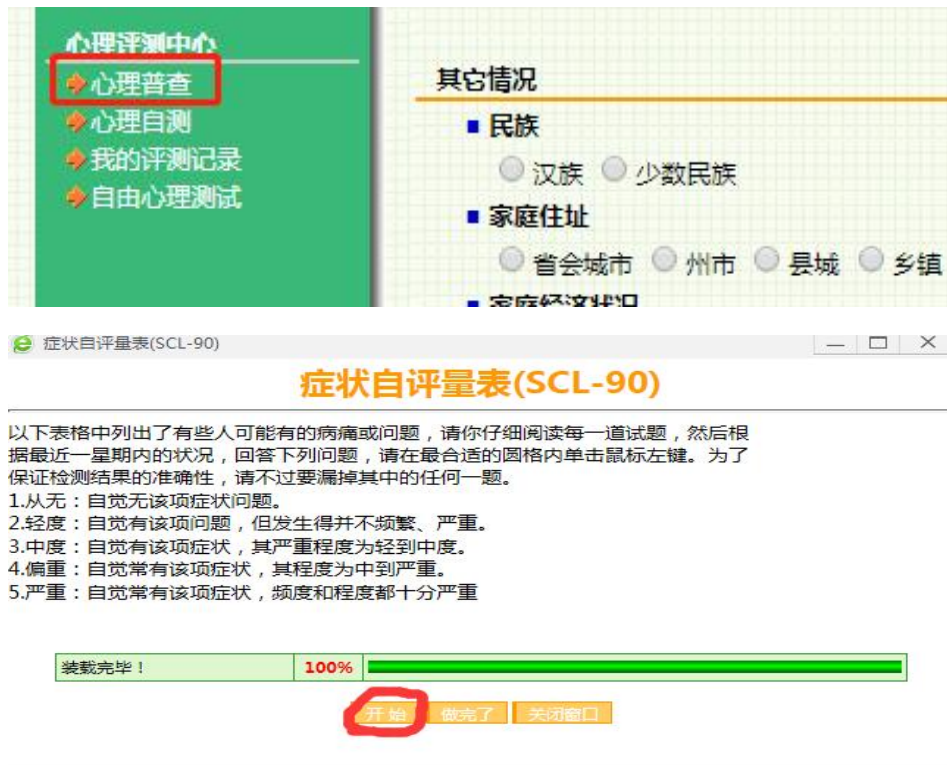 心理评测中心
心理普查
心理自测
我的评测记录
自由心理测试
其它情况
民族
汉族 少数民族
家庭住址
省会城市 州市 县城 乡镇
家庭经济状况
症状自评量表(SCL-90)
症状自评量表(SCL-90)
以下表格中列出了有些人可能有的病痛或问题，请你仔细阅读每一道试题，然后根
据最近一星期内的状况，回答下列问题，请在最合适的圆格内单击鼠标左键。为了
保证检测结果的准确性，请不过要漏掉其中的任何一题。
1.从无：自觉无该项症状问题。
2.轻度：自觉有该项问题，但发生得并不频繁、严重。
3.中度：自觉有该项症状，其严重程度为轻到中度。
4.偏重：自觉常有该项症状，其程度为中到严重。
5.严重：自觉常有该项症状，频度和程度都十分严重
装载完毕！ 100%
开始 做完了 关闭窗口